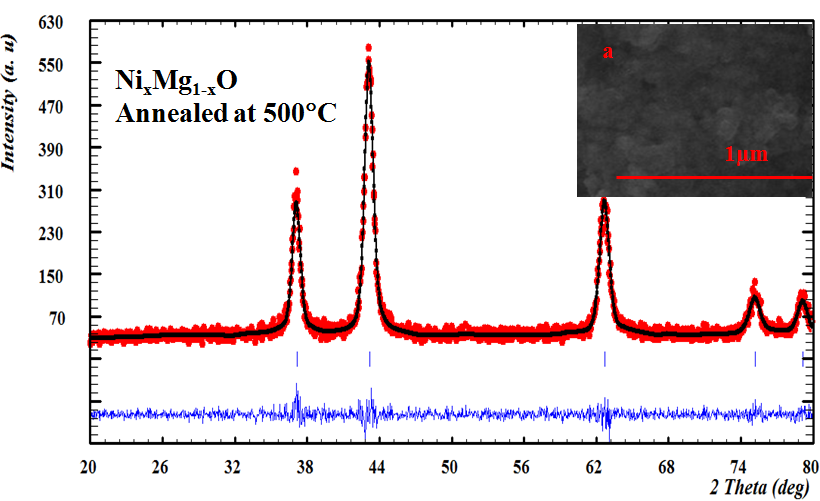 630
550
470
390
310
230
150
70
Intensity (a. u)
NiₓMg₁₋ₓO
Annealed at 500°C
a
1µm
20 26 32 38 44 50 56 62 68 74 80
2 Theta (deg)